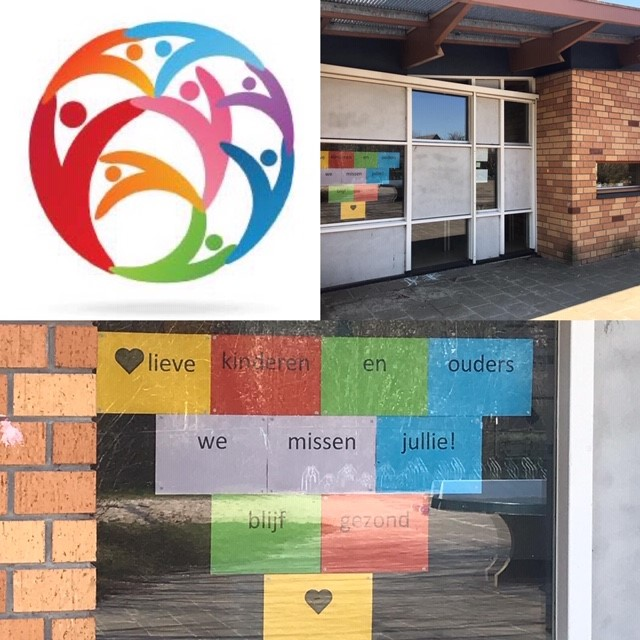 ♥lieve kinderen en ouders
we missen jullie!
blijf gezond
♥